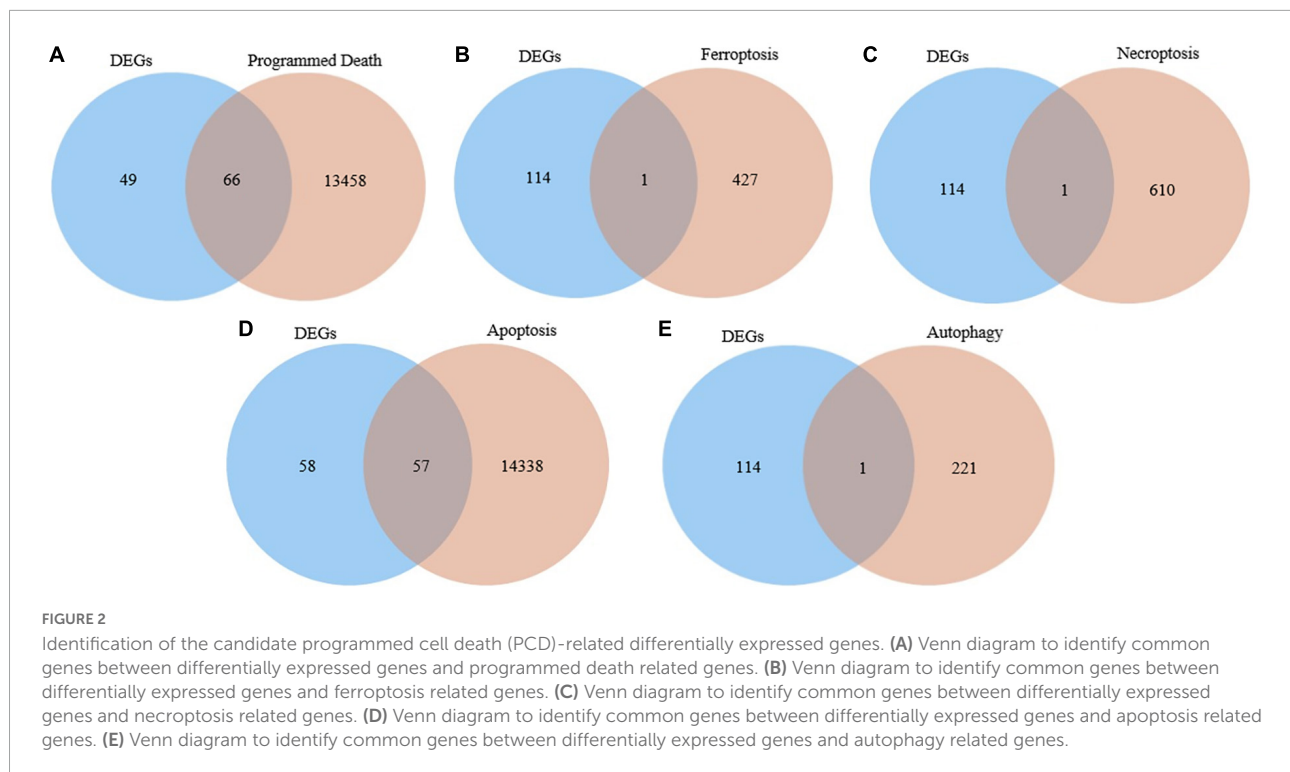 A
DEGs
Programmed Death
49
66
13458
B
DEGs
Ferroptosis
114
1
427
C
DEGs
Necroptosis
114
1
610
D
DEGs
Apoptosis
58
57
14338
E
DEGs
Autophagy
114
1
221
FIGURE 2
Identification of the candidate programmed cell death (PCD)-related differentially expressed genes. (A) Venn diagram to identify common
genes between differentially expressed genes and programmed death related genes. (B) Venn diagram to identify common genes between
differentially expressed genes and ferroptosis related genes. (C) Venn diagram to identify common genes between differentially expressed
genes and necroptosis related genes. (D) Venn diagram to identify common genes between differentially expressed genes and apoptosis related
genes. (E) Venn diagram to identify common genes between differentially expressed genes and autophagy related genes.